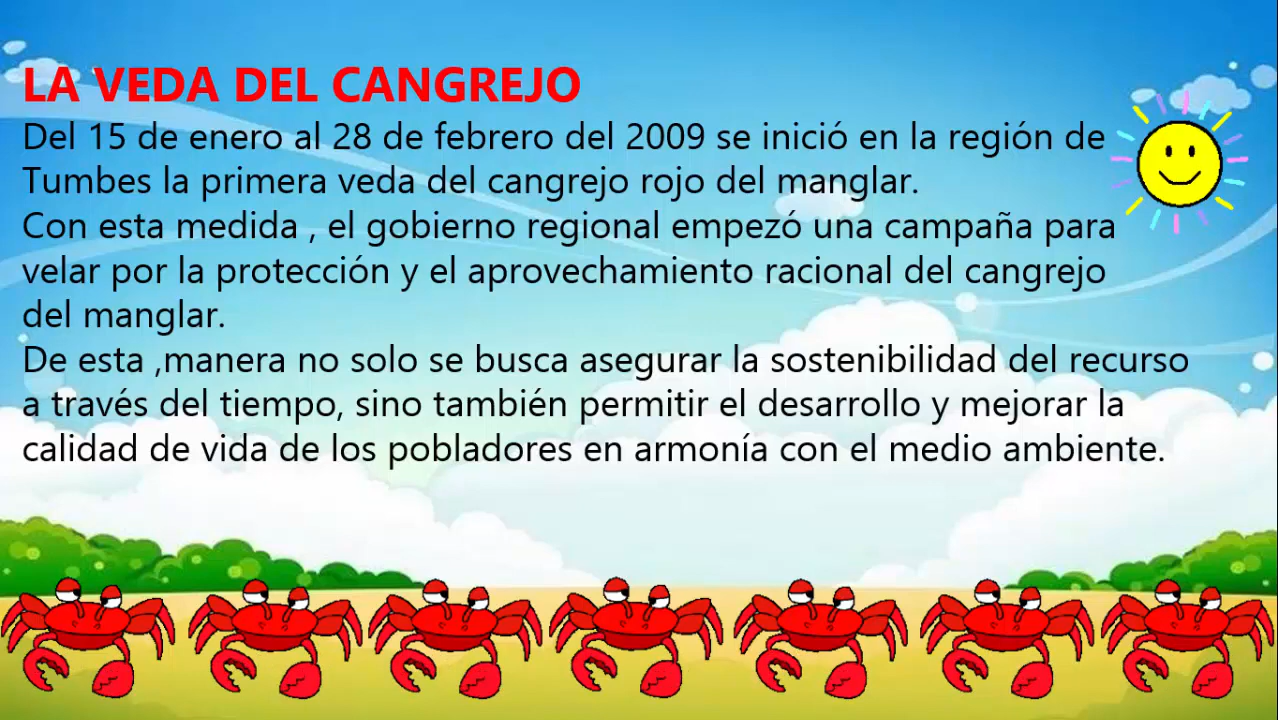 LA VEDA DEL CANGREJO
Del 15 de enero al 28 de febrero del 2009 se inició en la región de
Tumbes la primera veda del cangrejo rojo del manglar.
Con esta medida , el gobierno regional empezó una campaña para
velar por la protección y el aprovechamiento racional del cangrejo
del manglar.
De esta ,manera no solo se busca asegurar la sostenibilidad del recurso
a través del tiempo, sino también permitir el desarrollo y mejorar la
calidad de vida de los pobladores en armonía con el medio ambiente.